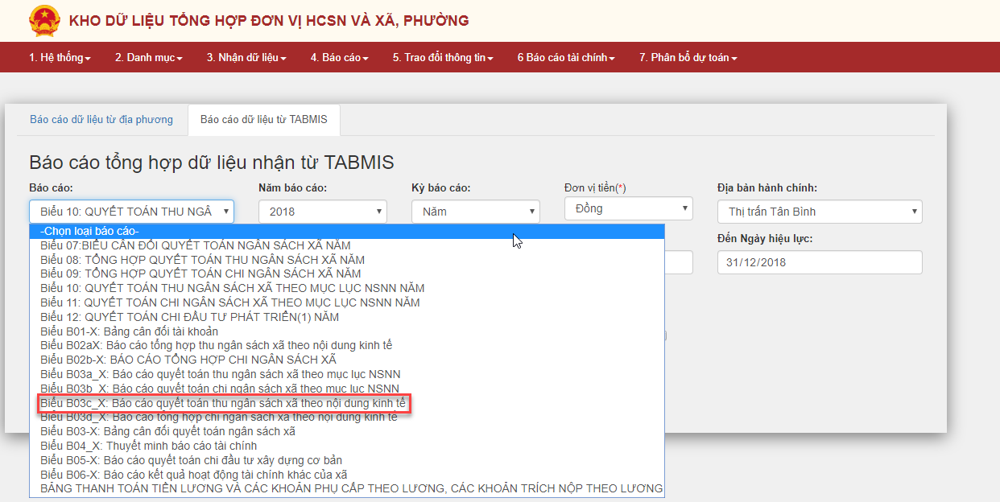 KHO DỮ LIỆU TỔNG HỢP ĐƠN VỊ HCSN VÀ XÃ, PHƯỜNG
1. Hệ thống 2. Danh mục 3. Nhận dữ liệu 4. Báo cáo 5. Trao đổi thông tin 6 Báo cáo tài chính 7. Phân bổ dự toán
Báo cáo dữ liệu từ địa phương Báo cáo dữ liệu từ TABMIS
Báo cáo tổng hợp dữ liệu nhận từ TABMIS
Báo cáo: Năm báo cáo: Kỳ báo cáo: Đơn vị tiền(*) Địa bàn hành chính:
Biểu 10: QUYẾT TOÁN THU NGÂ 2018 Năm Đồng Thị trấn Tân Bình
-Chọn loại báo cáo-
Đến Ngày hiệu lực:
31/12/2018
Biểu 07:BIỂU CÂN ĐỐI QUYẾT TOÁN NGÂN SÁCH XÃ NĂM
Biểu 08: TỔNG HỢP QUYẾT TOÁN THU NGÂN SÁCH XÃ NĂM
Biểu 09: TỔNG HỢP QUYẾT TOÁN CHI NGÂN SÁCH XÃ NĂM
Biểu 10: QUYẾT TOÁN THU NGÂN SÁCH XÃ THEO MỤC LỤC NSNN NĂM
Biểu 11: QUYẾT TOÁN CHI NGÂN SÁCH XÃ THEO MỤC LỤC NSNN NĂM
Biểu 12: QUYẾT TOÁN CHI ĐẦU TƯ PHÁT TRIỂN(1) NĂM
Biểu B01-X: Bảng cân đối tài khoản
Biểu B02aX: Báo cáo tổng hợp thu ngân sách xã theo nội dung kinh tế
Biểu B02b-X: BÁO CÁO TỔNG HỢP CHI NGÂN SÁCH XÃ
Biểu B03a_X: Báo cáo quyết toán thu ngân sách xã theo mục lục NSNN
Biểu B03b_X: Báo cáo quyết toán chi ngân sách xã theo mục lục NSNN
Biểu B03c_X: Báo cáo quyết toán thu ngân sách xã theo nội dung kinh tế
Biểu B03d_X: Báo cáo tổng hợp chi ngân sách xã theo nội dung kinh tế
Biểu B03-X: Bảng cân đối quyết toán ngân sách xã
Biểu B04_X: Thuyết minh báo cáo tài chính
Biểu B05-X: Báo cáo quyết toán chi đầu tư xây dựng cơ bản
Biểu B06-X: Báo cáo kết quả hoạt động tài chính khác của xã
BẢNG THANH TOÁN TIỀN LƯƠNG VÀ CÁC KHOẢN PHỤ CẤP THEO LƯƠNG, CÁC KHOẢN TRÍCH NỘP THEO LƯƠNG